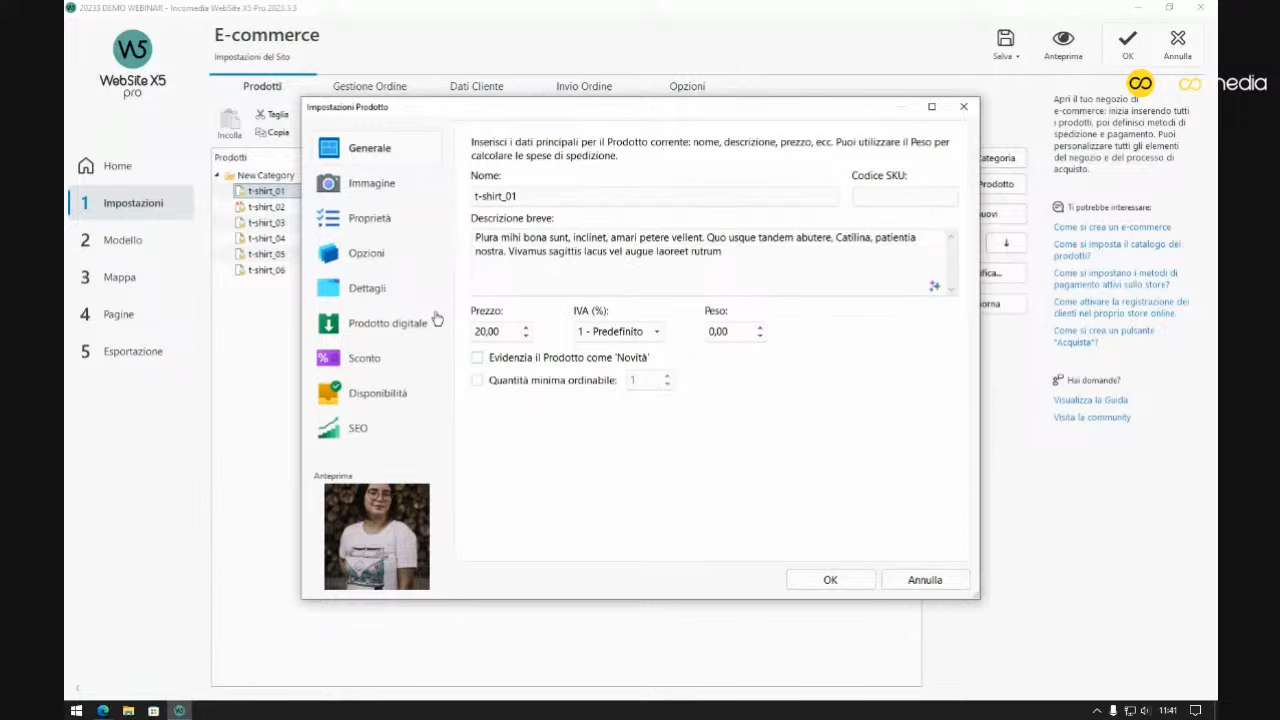 20233 DEMO WEBINAR - Incomedia WebSite X5 Pro 2023.3.3
W5
WebSite X5
pro
E-commerce
Impostazioni del Sito
Salva
Anteprima
OK
Annulla
media
Prodotti
Gestione Ordine
Dati Cliente
Invio Ordine
Opzioni
Incolla
Taglia
Copia
Home
1 Impostazioni
2 Modello
3 Mappa
4 Pagine
5 Esportazione
Prodotti
New Category
t-shirt_01
t-shirt_02
t-shirt_03
t-shirt_04
t-shirt_05
t-shirt_06
Impostazioni Prodotto
Generale
Immagine
Proprietà
Opzioni
Dettagli
Prodotto digitale
% Sconto
Disponibilità
SEO
Anteprima
Inserisci i dati principali per il Prodotto corrente: nome, descrizione, prezzo, ecc. Puoi utilizzare il Peso per
calcolare le spese di spedizione.
Nome:
Codice SKU:
t-shirt_01
Descrizione breve:
Plura mihi bona sunt, inclinet, amari petere vellent. Quo usque tandem abutere, Catilina, patientia
nostra. Vivamus sagittis lacus vel augue laoreet rutrum
Prezzo:
IVA (%):
Peso:
20,00
1 - Predefinito
0,00
Evidenzia il Prodotto come 'Novità'
Quantità minima ordinabile:
1
OK
Annulla
ategoria
Prodotto
uovi
ifica...
iorna
Apri il tuo negozio di
e-commerce: inizia inserendo tutti
i prodotti, poi definisci metodi di
spedizione e pagamento. Puoi
personalizzare tutti gli elementi
del negozio e del processo di
acquisto.
Ti potrebbe interessare:
Come si crea un e-commerce
Come si imposta il catalogo dei
prodotti?
Come si impostano i metodi di
pagamento attivi sullo store?
Come attivare la registrazione dei
clienti nel proprio store online.
Come si crea un pulsante
"Acquista"?
Hai domande?
Visualizza la Guida
Visita la community
11:41